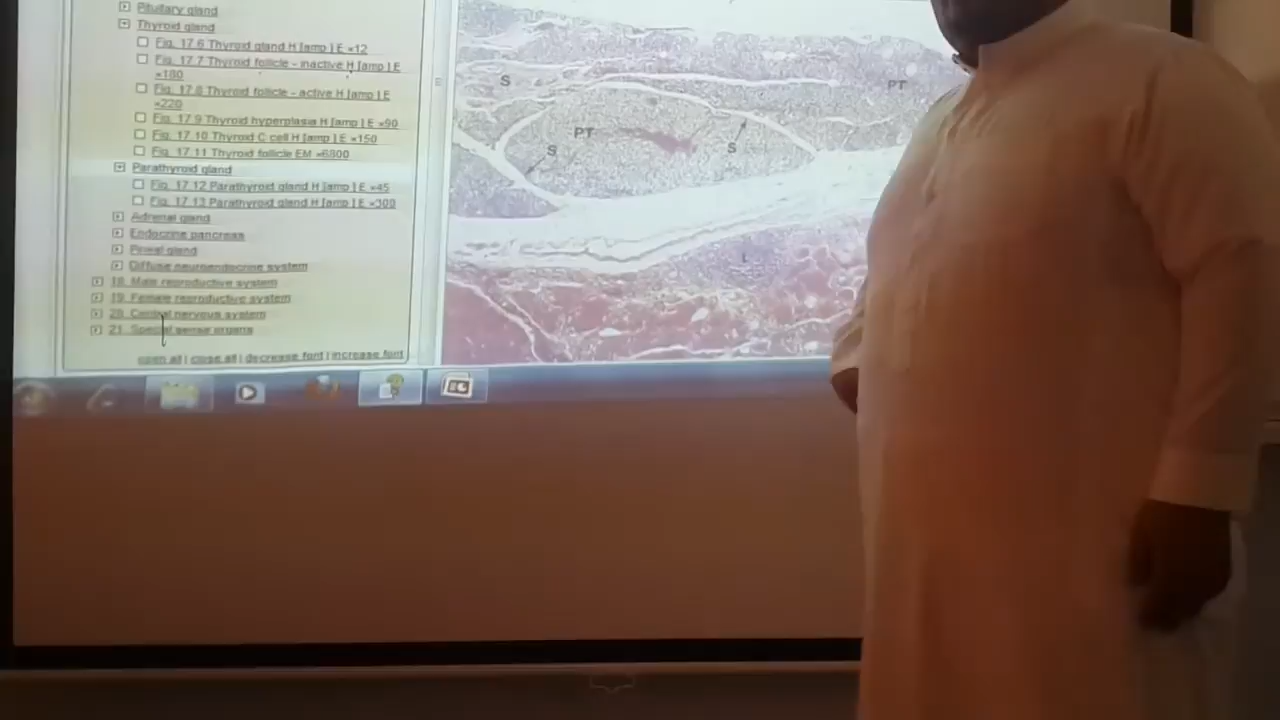 Pituitary gland
Thyroid gland
Fig. 17.6 Thyroid gland H [amp ] E ×12
Fig. 17.7 Thyroid follicle - inactive H [amp ] E
×180
Fig. 17.8 Thyroid follicle - active H [amp ] E
×220
Fig. 17.9 Thyroid hyperplasia H [amp ] E ×90
Fig. 17.10 Thyroid C cell H [amp ] E ×150
Fig. 17.11 Thyroid follicle EM ×6800
Parathyroid gland
Fig. 17.12 Parathyroid gland H [amp ] E ×45
Fig. 17.13 Parathyroid gland H [amp ] E ×300
Adrenal gland
Endocrine pancreas
Pineal gland
Diffuse neuroendocrine system
18. Male reproductive system
19. Female reproductive system
20. Central nervous system
21. Special sense organs
open all | close all | decrease font | increase font
S
PT
PT
S
S
L